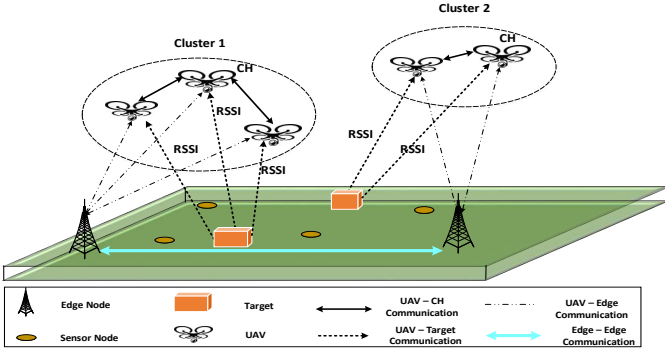 Cluster 2
Cluster 1
CH
CH
RSSI
RSSI
RSSI
RSSI
RSSI
Edge Node
Target
UAV – CH
Communication
UAV – Edge
Communication
Sensor Node
UAV
UAV – Target
Communication
Edge – Edge
Communication